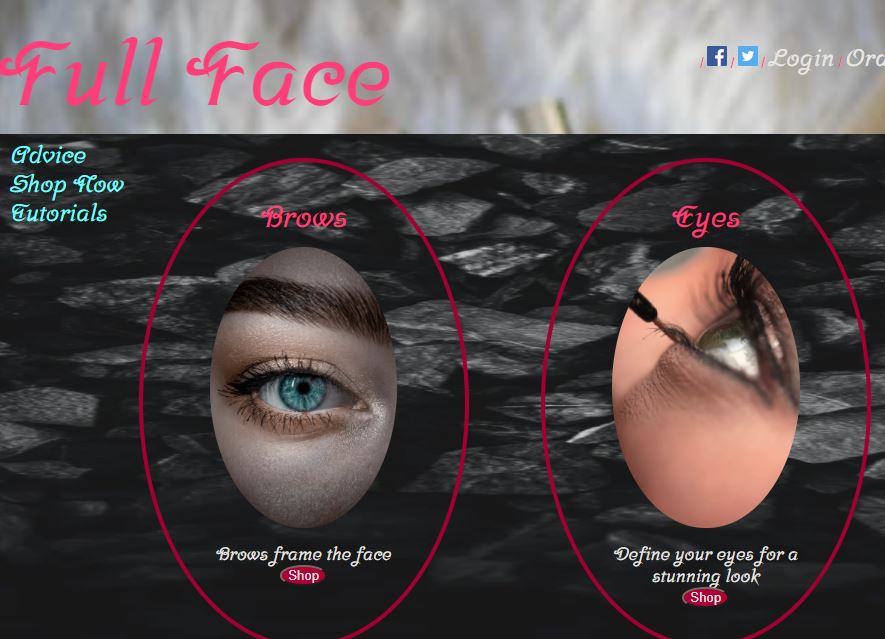 Full Face
/ / / Login / Ord
Advice
Shop Now
Tutorials
Brows
Brows frame the face
Shop
Eyes
Define your eyes for a
stunning look
Shop